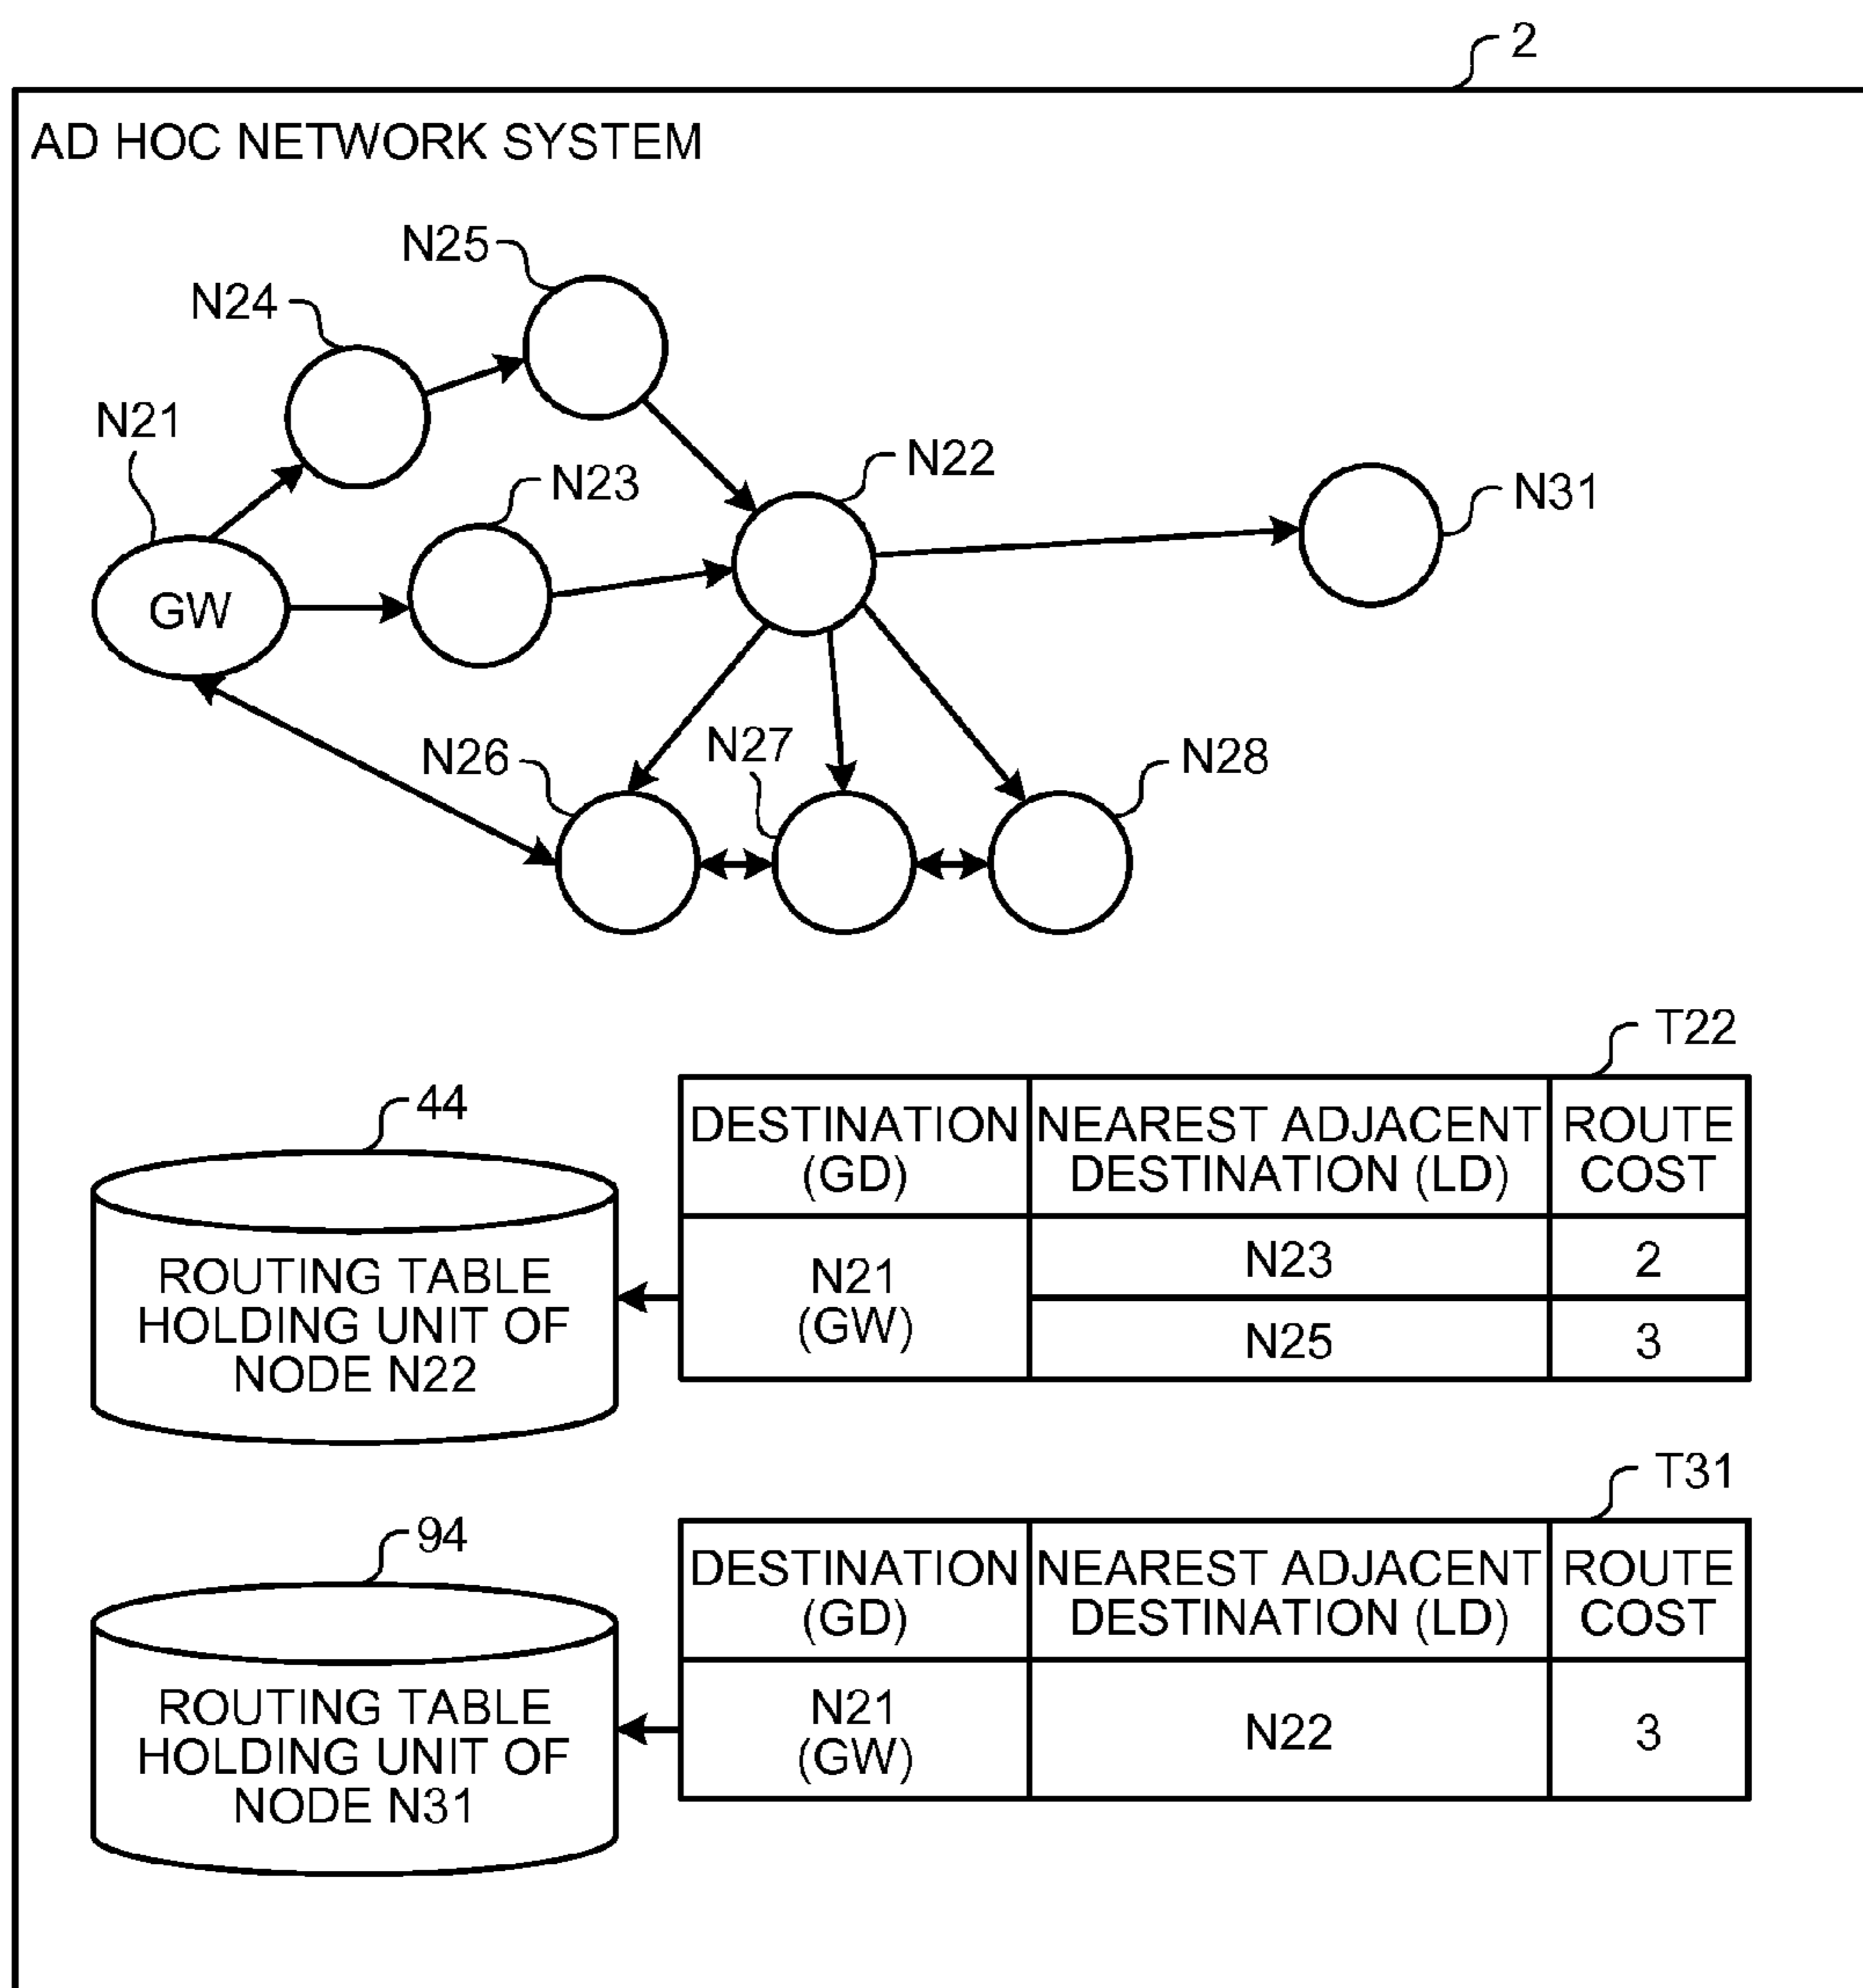 2
AD HOC NETWORK SYSTEM
N25
N24
N21
N23
N22
N31
GW
N26
N27
N28
T22
44
DESTINATION
(GD)
NEAREST ADJACENT
DESTINATION (LD)
ROUTE
COST
ROUTING TABLE
HOLDING UNIT OF
NODE N22
N21
(GW)
N23
2
N25
3
T31
94
DESTINATION
(GD)
NEAREST ADJACENT
DESTINATION (LD)
ROUTE
COST
ROUTING TABLE
HOLDING UNIT OF
NODE N31
N21
(GW)
N22
3